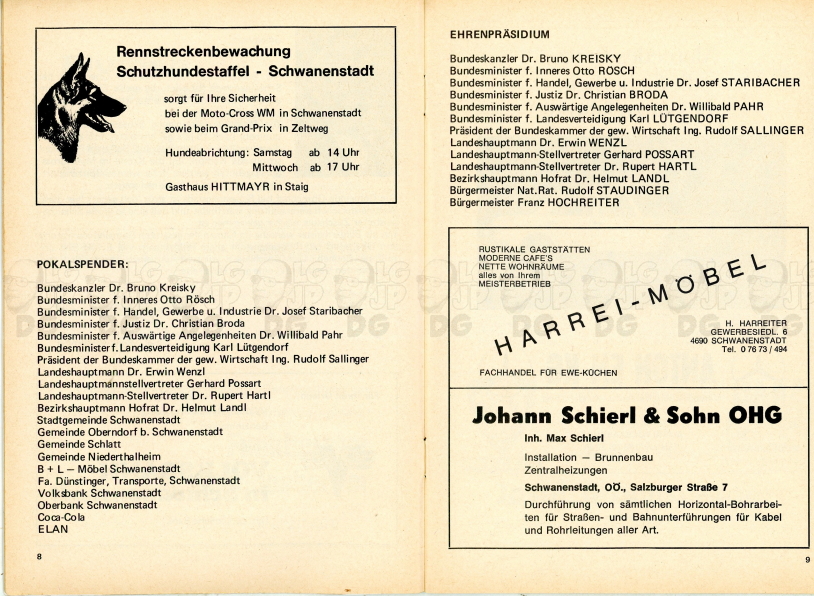 Rennstreckenbewachung
Schutzhundestaffel - Schwanenstadt
sorgt für Ihre Sicherheit
bei der Moto-Cross WM in Schwanenstadt
sowie beim Grand-Prix in Zeltweg
Hundeabrichtung: Samstag ab 14 Uhr
Mittwoch ab 17 Uhr
Gasthaus HITTMAYR in Staig
POKALSPENDER:
Bundeskanzler Dr. Bruno Kreisky
Bundesminister f. Inneres Otto Rösch
Bundesminister f. Handel, Gewerbe u. Industrie Dr. Josef Staribacher
Bundesminister f. Justiz Dr. Christian Broda
Bundesminister f. Auswärtige Angelegenheiten Dr. Willibald Pahr
Bundesminister f. Landesverteidigung Karl Lütgendorf
Präsident der Bundeskammer der gew. Wirtschaft Ing. Rudolf Sallinger
Landeshauptmann Dr. Erwin Wenzl
Landeshauptmannstellvertreter Gerhard Possart
Landeshauptmann-Stellvertreter Dr. Rupert Hartl
Bezirkshauptmann Hofrat Dr. Helmut Landl
Stadtgemeinde Schwanenstadt
Gemeinde Oberndorf b. Schwanenstadt
Gemeinde Schlatt
Gemeinde Niederthalheim
B + L — Möbel Schwanenstadt
Fa. Dünstinger, Transporte, Schwanenstadt
Volksbank Schwanenstadt
Oberbank Schwanenstadt
Coca-Cola
ELAN
8
EHRENPRÄSIDIUM
Bundeskanzler Dr. Bruno KREISKY
Bundesminister f. Inneres Otto RÖSCH
Bundesminister f. Handel, Gewerbe u. Industrie Dr. Josef STARIBACHER
Bundesminister f. Justiz Dr. Christian BRODA
Bundesminister f. Auswärtige Angelegenheiten Dr. Willibald PAHR
Bundesminister f. Landesverteidigung Karl LÜTGENDORF
Präsident der Bundeskammer der gew. Wirtschaft Ing. Rudolf SALLINGER
Landeshauptmann Dr. Erwin WENZL
Landeshauptmann-Stellvertreter Gerhard POSSART
Landeshauptmann-Stellvertreter Dr. Rupert HARTL
Bezirkshauptmann Hofrat Dr. Helmut LANDL
Bürgermeister Nat.Rat. Rudolf STAUDINGER
Bürgermeister Franz HOCHREITER
RUSTIKALE GASTSTÄTTEN
MODERNE CAFE'S
NETTE WOHNRÄUME
alles von Ihrem
MEISTERBETRIEB
HARREI-MÖBEL
H. HARREITER
GEWERBESIEDL. 6
4690 SCHWANENSTADT
Tel. 0 76 73 / 494
FACHHANDEL FÜR EWE-KÜCHEN
Johann Schierl & Sohn OHG
Inh. Max Schierl
Installation — Brunnenbau
Zentralheizungen
Schwanenstadt, OÖ., Salzburger Straße 7
Durchführung von sämtlichen Horizontal-Bohrarbei-
ten für Straßen- und Bahnunterführungen für Kabel
und Rohrleitungen aller Art.
9